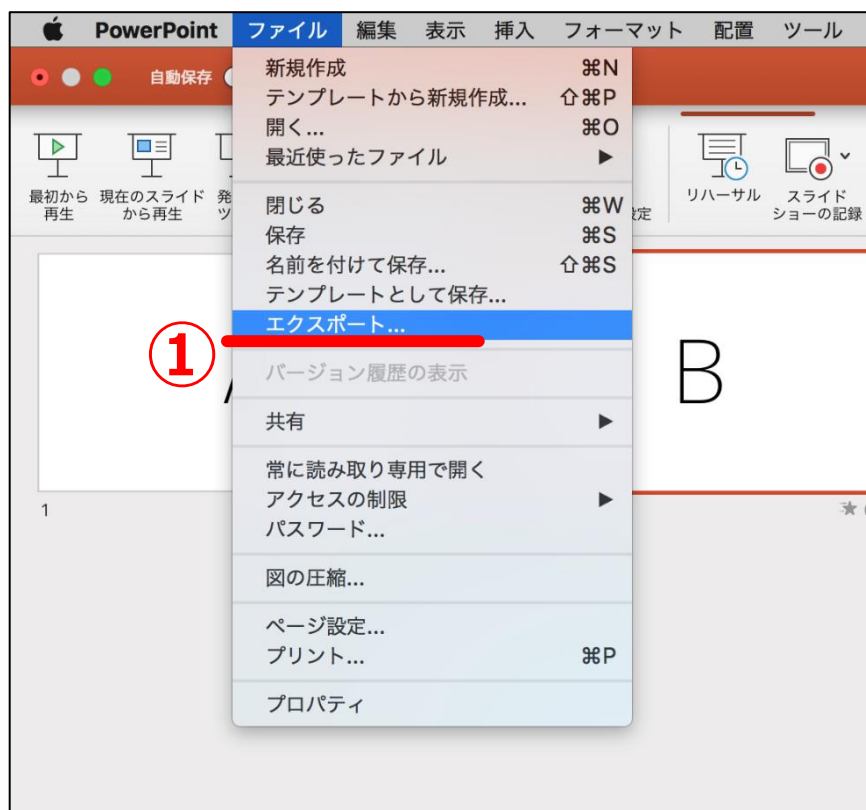 PowerPoint ファイル 編集 表示 挿入 フォーマット 配置 ツール
自動保存
新規作成 ⌘N
テンプレートから新規作成... ⇧⌘P
開く... ⌘O
最近使ったファイル ▶
最初から
再生
現在のスライド
から再生
発
ツ
定
リハーサル
スライド
ショーの記録
閉じる ⌘W
保存 ⌘S
名前を付けて保存... ⇧⌘S
テンプレートとして保存...
エクスポート...
①
バージョン履歴の表示
B
共有 ▶
常に読み取り専用で開く
アクセスの制限 ▶
パスワード...
1
図の圧縮...
ページ設定...
プリント... ⌘P
プロパティ